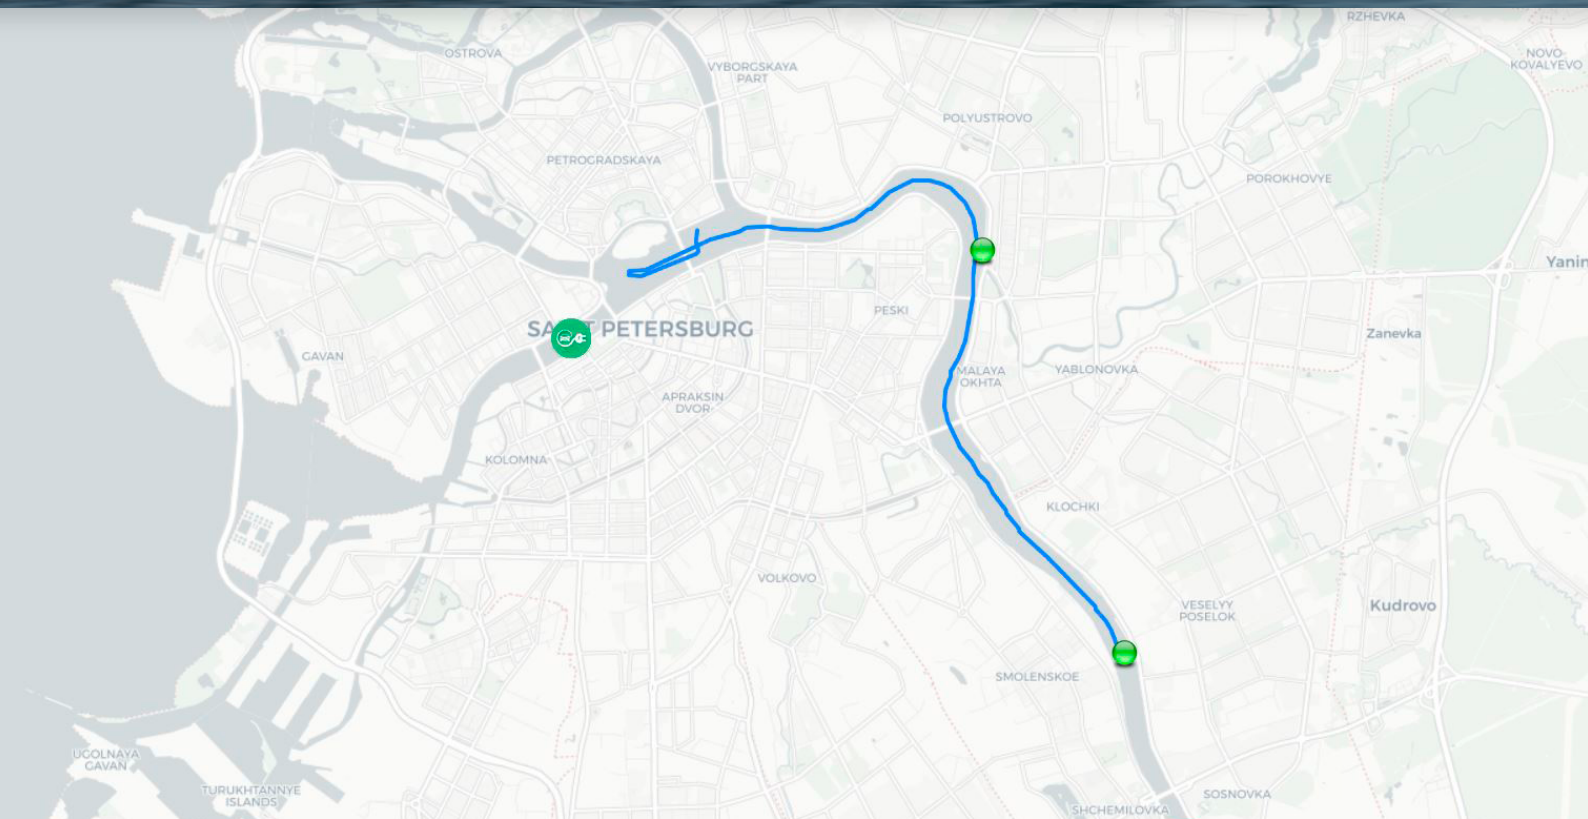 RZHEVKA
OSTROVA
NOVO-
KOVALYEVO
VYBORGSKAYA
PART
POLYUSTROVO
PETROGRADSKAYA
POROKHOVYE
Yanin
PESKI
SAINT PETERSBURG
Zanevka
GAVAN
MALAYA
OKHTA
YABLONOVKA
APRAKSIN
DVOR
KOLOMNA
KLOCHKI
VOLKOVO
VESELYY
POSELOK
Kudrovo
SMOLENSKOE
UGOLNAYA
GAVAN
TURUKHTANNYE
ISLANDS
SOSNOVKA
SHCHEMILOVKA